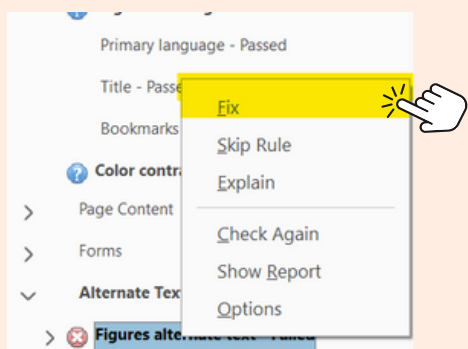 Primary language - Passed
Title - Passe
Fix
Bookmarks
Skip Rule
Color contr
Explain
Page Content
Check Again
Forms
Show Report
Alternate Tex
Options
Figures alternate text - Failed